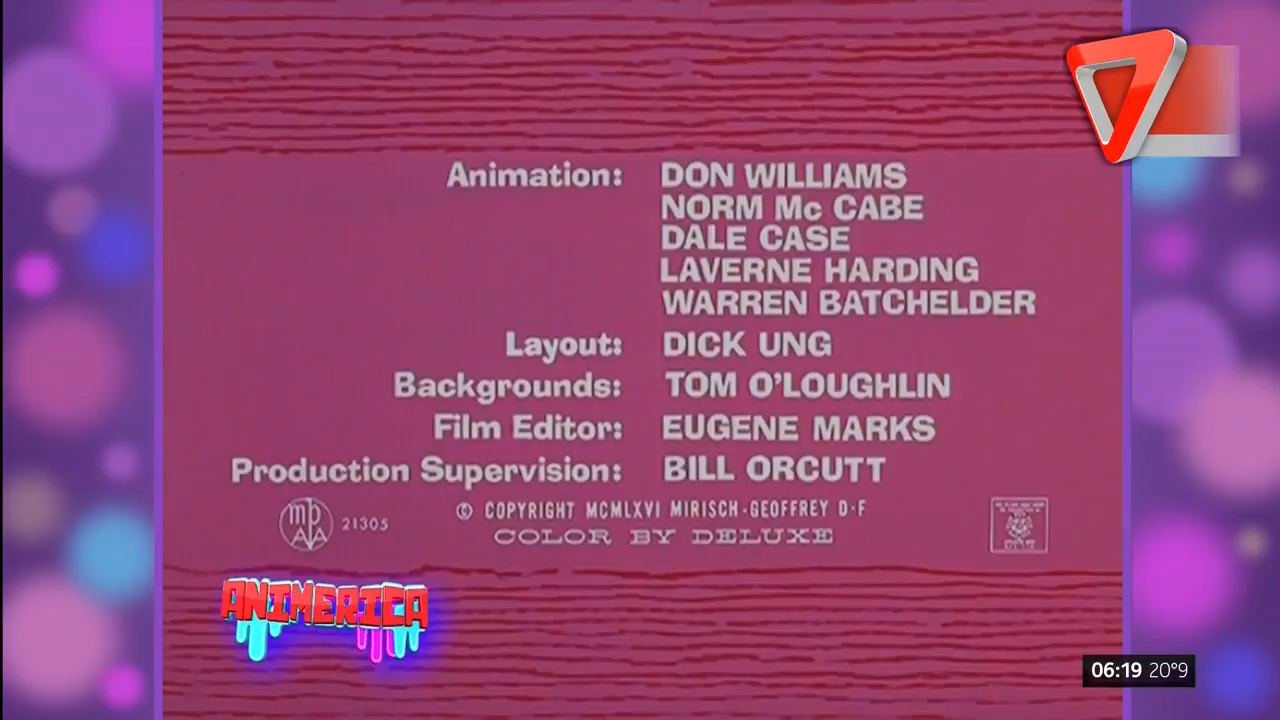 Animation: DON WILLIAMS
NORM Mc CABE
DALE CASE
LAVERNE HARDING
WARREN BATCHELDER
Layout: DICK UNG
Backgrounds: TOM O'LOUGHLIN
Film Editor: EUGENE MARKS
Production Supervision: BILL ORCUTT
© COPYRIGHT MCMLXVI MIRISCH-GEOFFREY D-F
MPAA 21305
COLOR BY DELUXE
ANIMERICA
06:19 20°9